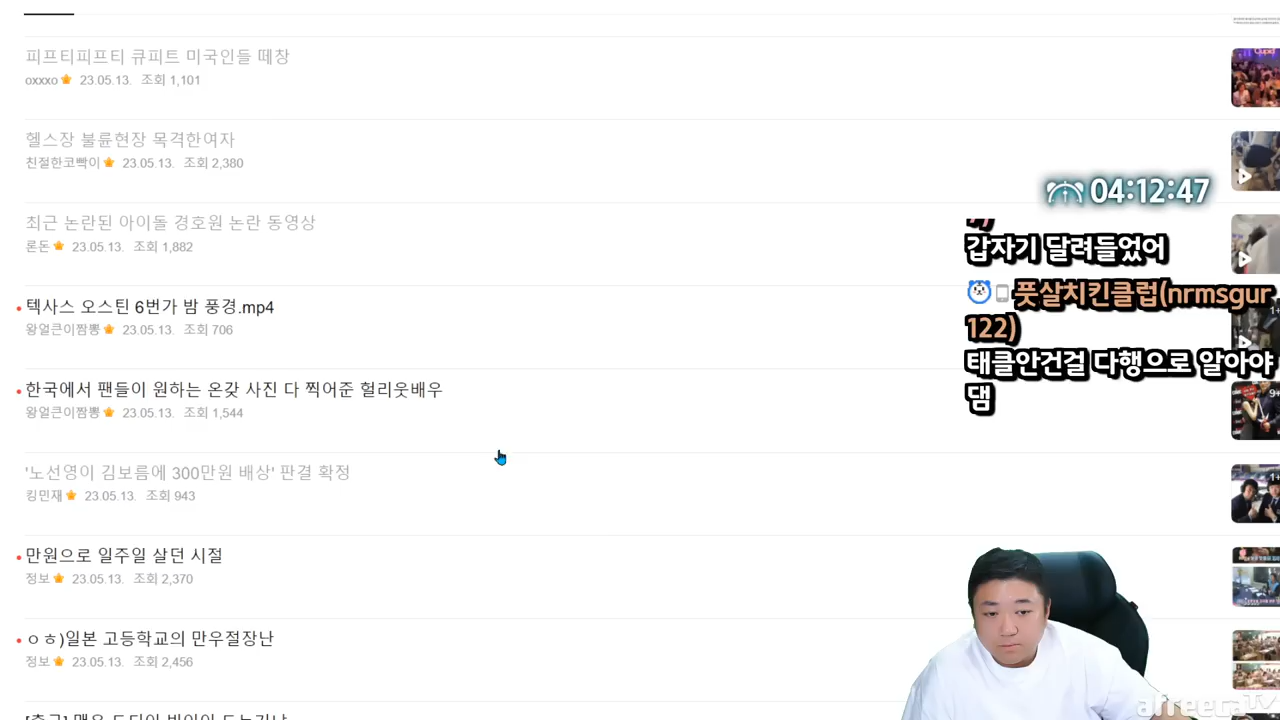 피프티피프티 큐피트 미국인들 떼창
oxxxo 23.05.13. 조회 1,101
헬스장 불륜현장 목격한여자
친절한코빡이 23.05.13. 조회 2,380
04:12:47
최근 논란된 아이돌 경호원 논란 동영상
론돈 23.05.13. 조회 1,882
갑자기 달려들었어
텍사스 오스틴 6번가 밤 풍경.mp4
왕얼큰이짬뽕 23.05.13. 조회 706
풋살치킨클럽(nrmsgur
122)
태클안건걸 다행으로 알아야
댐
한국에서 팬들이 원하는 온갖 사진 다 찍어준 헐리웃배우
왕얼큰이짬뽕 23.05.13. 조회 1,544
'노선영이 김보름에 300만원 배상' 판결 확정
킹민재 23.05.13. 조회 943
만원으로 일주일 살던 시절
정보 23.05.13. 조회 2,370
ㅇㅎ)일본 고등학교의 만우절장난
정보 23.05.13. 조회 2,456
afreecaTV